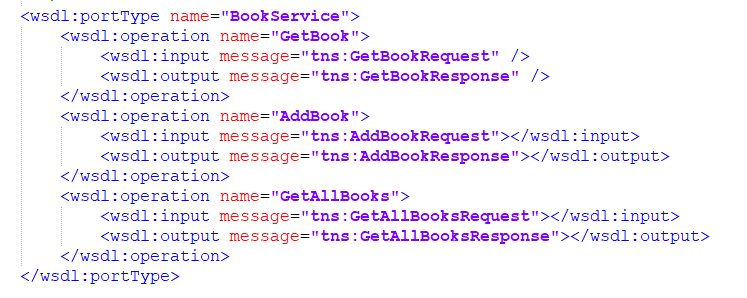 <wsdl:portType name="BookService">
<wsdl:operation name="GetBook">
<wsdl:input message="tns:GetBookRequest" />
<wsdl:output message="tns:GetBookResponse" />
</wsdl:operation>
<wsdl:operation name="AddBook">
<wsdl:input message="tns:AddBookRequest"></wsdl:input>
<wsdl:output message="tns:AddBookResponse"></wsdl:output>
</wsdl:operation>
<wsdl:operation name="GetAllBooks">
<wsdl:input message="tns:GetAllBooksRequest"></wsdl:input>
<wsdl:output message="tns:GetAllBooksResponse"></wsdl:output>
</wsdl:operation>
</wsdl:portType>